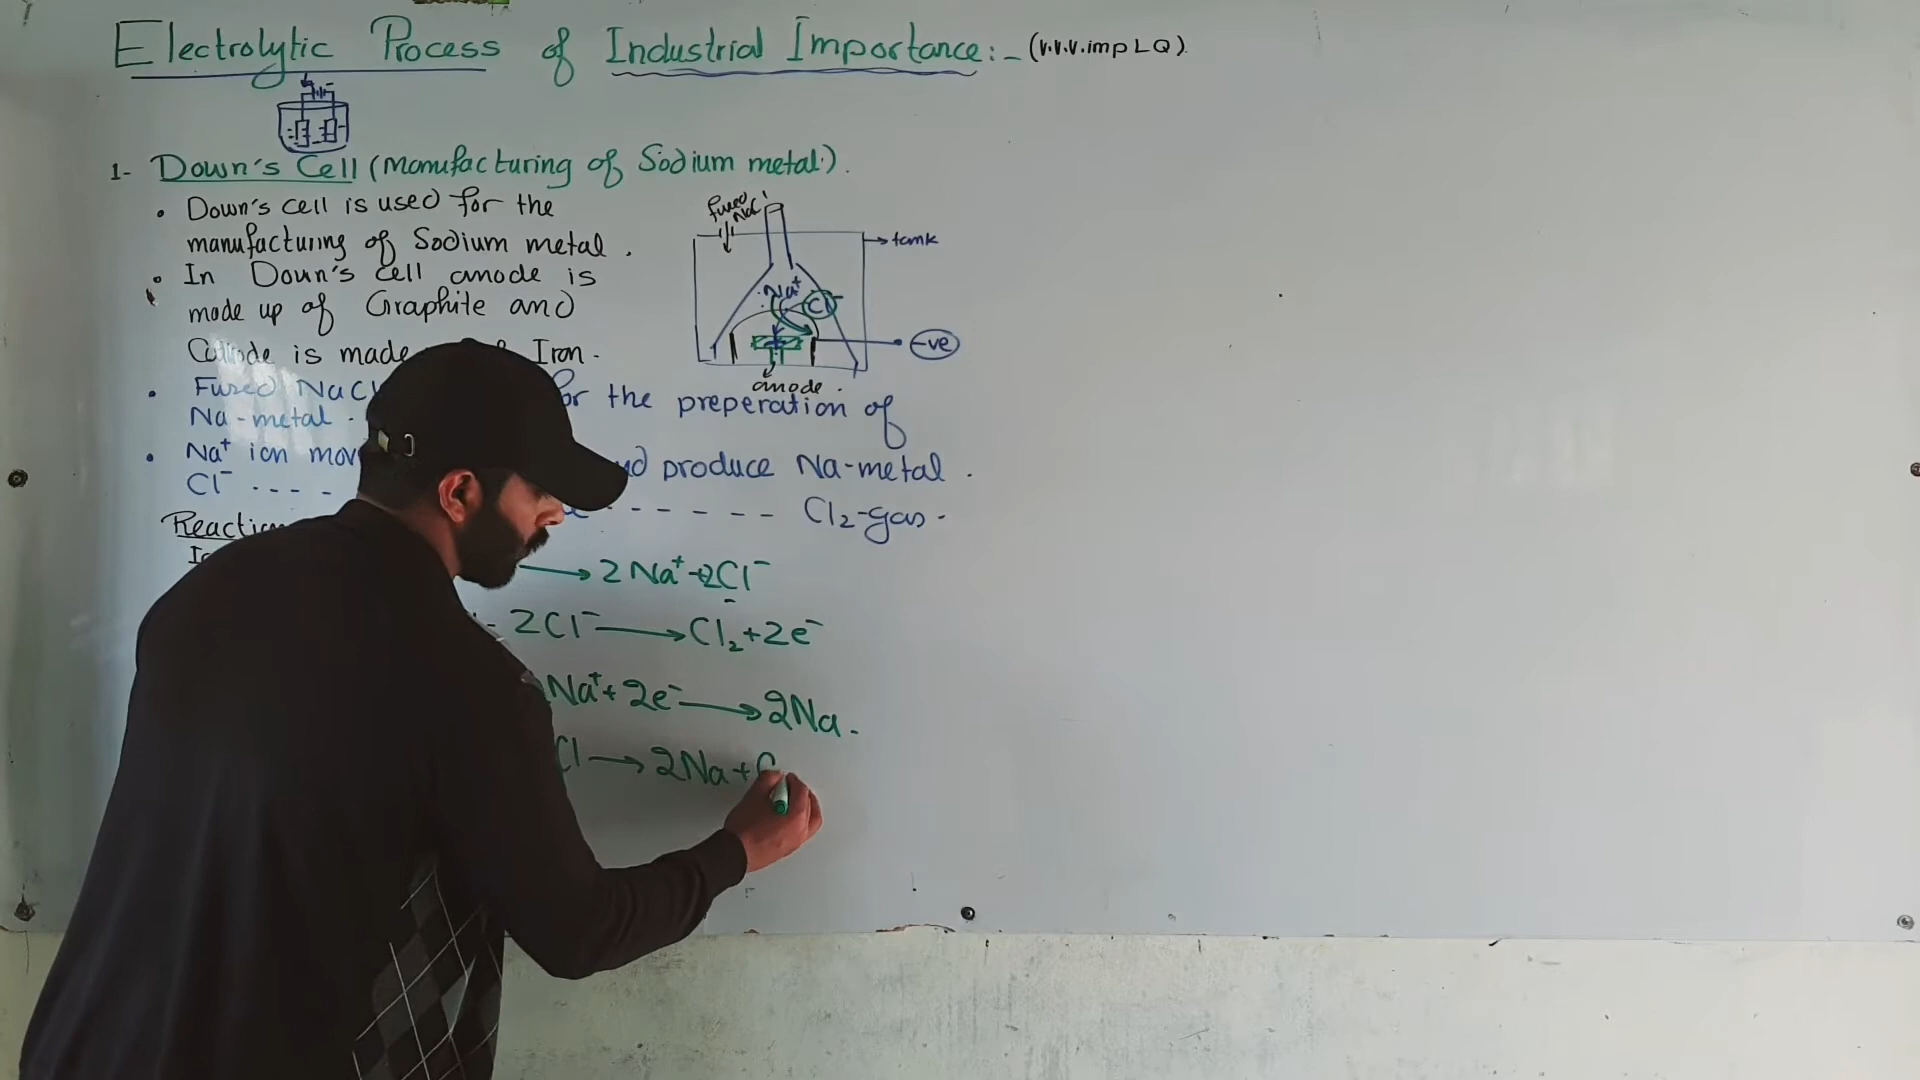 Electrolytic Process of Industrial Importance:- (v.v.v.imp LQ).
1- Down's Cell (Manufacturing of Sodium metal).
• Down's cell is used for the
manufacturing of Sodium metal.
• In Down's cell anode is
made up of Graphite and
Cathode is made Iron.
fused NaCl
tank
Na+
Cl-
-ve
anode.
• Fused NaCl for the preperation of
Na-metal.
• Na+ ion mov produce Na-metal.
Cl- ---- ------ Cl2-gas.
→ 2Na+ + 2Cl-
2Cl- → Cl2 + 2e-
Na+ + 2e- → 2Na.
Cl → 2Na +